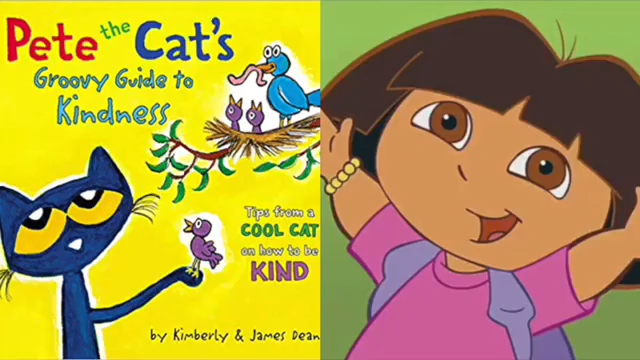 Pete the Cat's
Groovy Guide to
Kindness
Tips from a
COOL CAT
on how to be
KIND
by Kimberly & James Dean